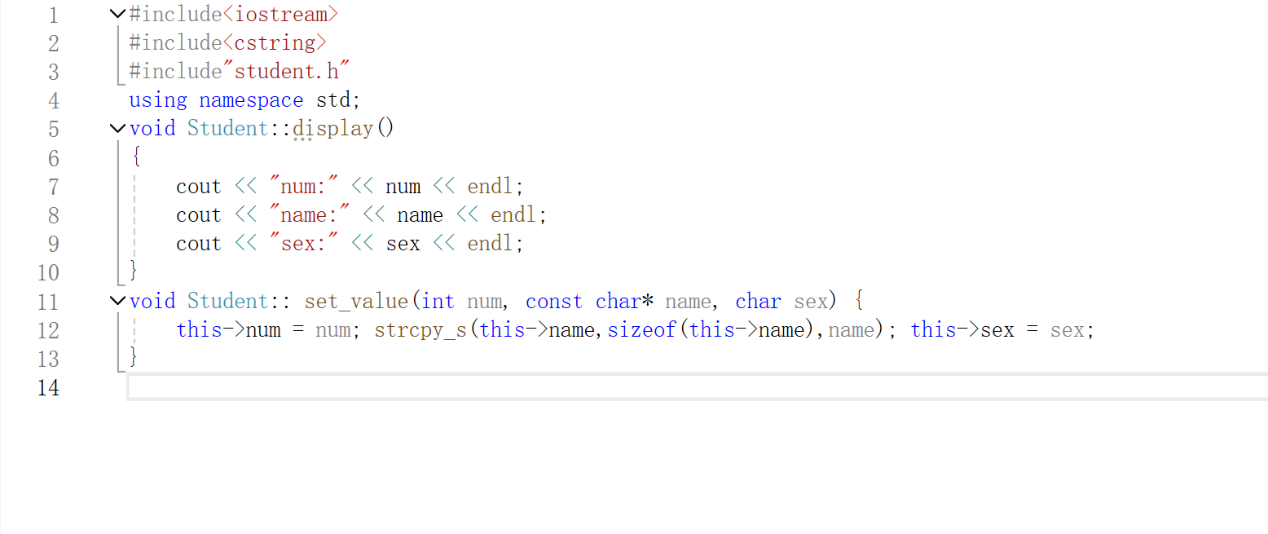 1 #include<iostream>
2 #include<cstring>
3 #include"student.h"
4 using namespace std;
5 void Student::display()
6 {
7 cout << "num:" << num << endl;
8 cout << "name:" << name << endl;
9 cout << "sex:" << sex << endl;
10 }
11 void Student:: set_value(int num, const char* name, char sex) {
12 this->num = num; strcpy_s(this->name,sizeof(this->name),name); this->sex = sex;
13 }
14